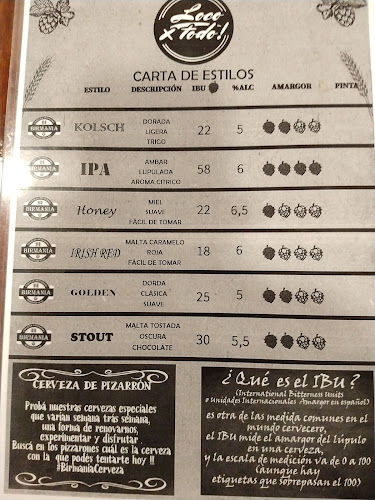 Loco
x Todo!
CARTA DE ESTILOS
ESTILO DESCRIPCIÓN IBU %ALC AMARGOR PINTA
BIRMANIA KOLSCH DORADA LIGERA TRIGO 22 5
BIRMANIA IPA AMBAR LUPULADA AROMA CITRICO 58 6
BIRMANIA Honey MIEL SUAVE FÁCIL DE TOMAR 22 6,5
BIRMANIA IRISH RED MALTA CARAMELO ROJA FÁCIL DE TOMAR 18 6
BIRMANIA GOLDEN DORDA CLÁSICA SUAVE 25 5
BIRMANIA STOUT MALTA TOSTADA OSCURA CHOCOLATE 30 5,5
CERVEZA DE PIZARRÓN
Probá nuestras cervezas especiales
que varían semana trás semana,
una forma de renovarnos,
experimentar y disfrutar
Buscá en los pizarrones cuál es la cerveza
con la que podés tentarte hoy !!
#BirmaniaCerveza
¿Qué es el IBU?
(International Bitterness Units
o Unidades Internacionales Amargor en español)
es otra de las medida comunes en el
mundo cervecero,
el IBU mide el amargor del lúpulo
en una cerveza,
y la escala de medición va de 0 a 100
(aunque hay
etiquetas que sobrepasan el 100)